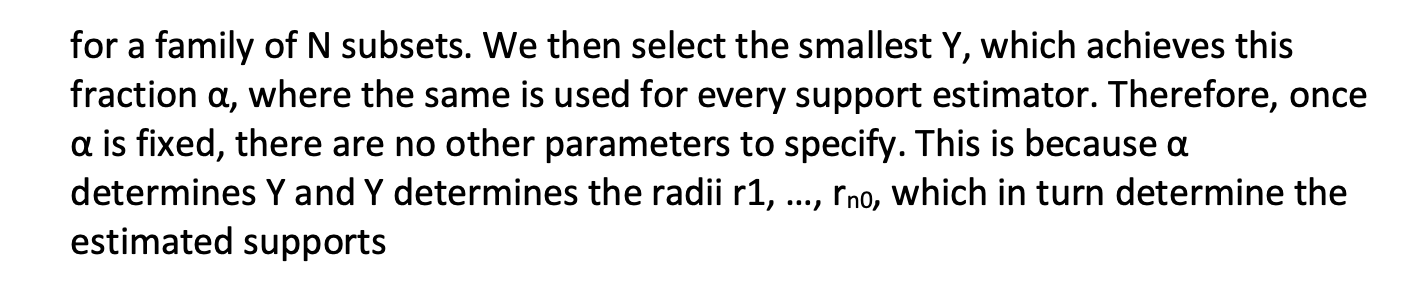 for a family of N subsets. We then select the smallest Y, which achieves this
fraction α, where the same is used for every support estimator. Therefore, once
α is fixed, there are no other parameters to specify. This is because α
determines Y and Y determines the radii r1, …, rn0, which in turn determine the
estimated supports